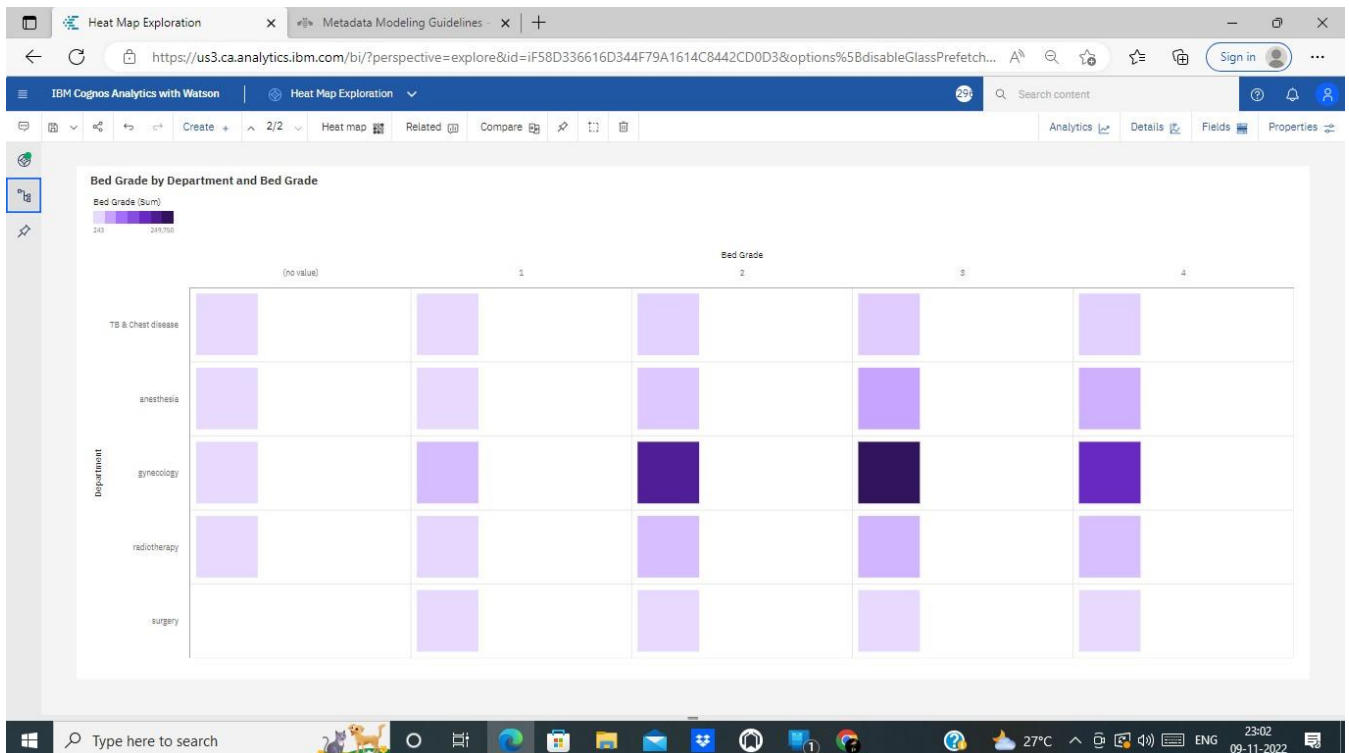 Heat Map Exploration
Metadata Modeling Guidelines -
https://us3.ca.analytics.ibm.com/bi/?perspective=explore&id=iF58D336616D344F79A1614C8442CD0D3&options%5BdisableGlassPrefetch...
Sign in
IBM Cognos Analytics with Watson
Heat Map Exploration
Search content
Create + 2/2 Heat map Related Compare Analytics Details Fields Properties
Bed Grade by Department and Bed Grade
Bed Grade (Sum)
243 249,750
Bed Grade
(no value) 1 2 3 4
TB & Chest disease
anesthesia
Department
gynecology
radiotherapy
surgery
Type here to search
27°C
ENG
23:02
09-11-2022